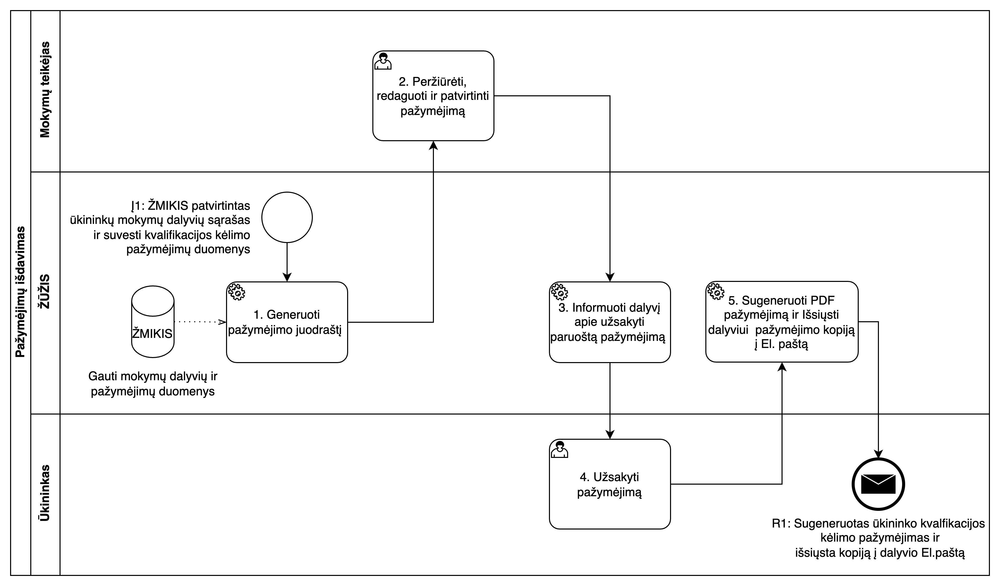 Pažymėjimų išdavimas
Mokymų teikėjas
2. Peržiūrėti,
redaguoti ir patvirtinti
pažymėjimą
ŽŪŽIS
Į1: ŽMIKIS patvirtintas
ūkininkų mokymų dalyvių sąrašas
ir suvesti kvalifikacijos kėlimo
pažymėjimų duomenys
ŽMIKIS
Gauti mokymų dalyvių ir
pažymėjimų duomenys
1. Generuoti
pažymėjimo juodraštį
3. Informuoti dalyvį
apie užsakyti
paruoštą pažymėjimą
5. Sugeneruoti PDF
pažymėjimą ir Išsiųsti
dalyviui  pažymėjimo kopiją
į El. paštą
Ūkininkas
4. Užsakyti
pažymėjimą
R1: Sugeneruotas ūkininko kvalfikacijos
kėlimo pažymėjimas ir
išsiųsta kopiją į dalyvio El.paštą